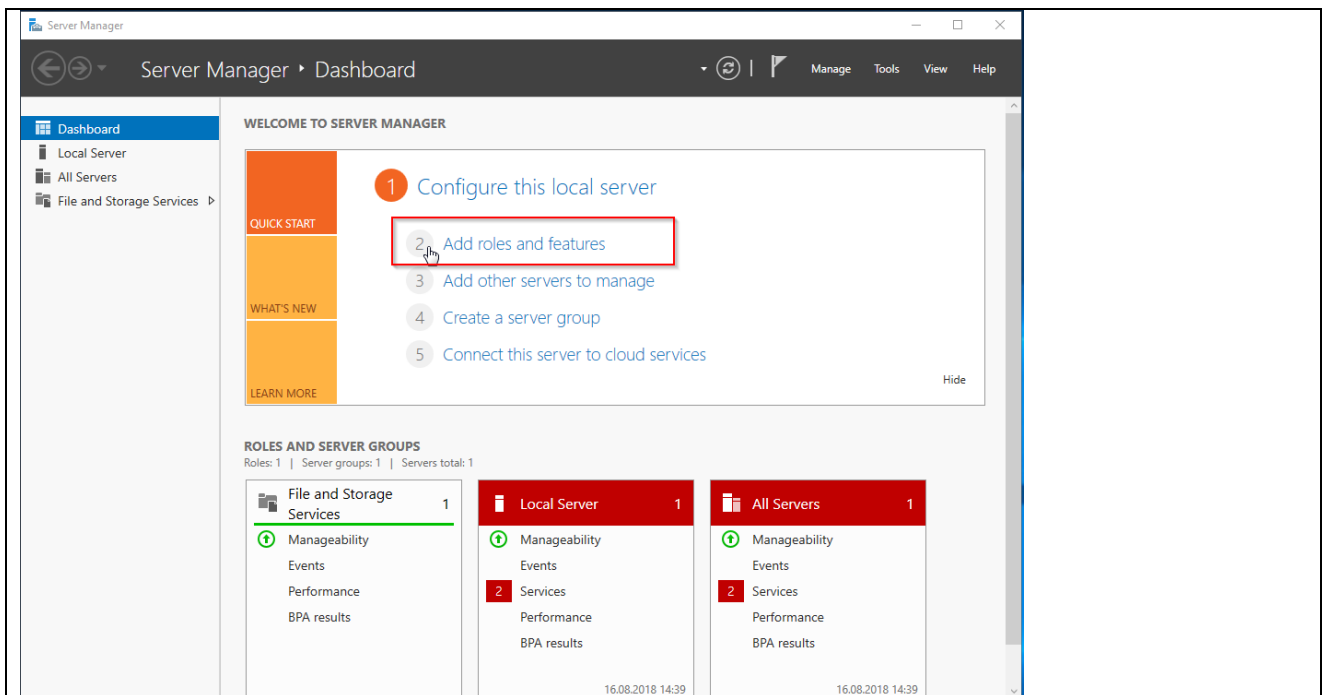 Server Manager
Server Manager • Dashboard
Manage Tools View Help
Dashboard
Local Server
All Servers
File and Storage Services
WELCOME TO SERVER MANAGER
QUICK START
WHAT'S NEW
LEARN MORE
1 Configure this local server
2 Add roles and features
3 Add other servers to manage
4 Create a server group
5 Connect this server to cloud services
Hide
ROLES AND SERVER GROUPS
Roles: 1 | Server groups: 1 | Servers total: 1
File and Storage
Services 1
Manageability
Events
Performance
BPA results
Local Server 1
Manageability
Events
2 Services
Performance
BPA results
16.08.2018 14:39
All Servers 1
Manageability
Events
2 Services
Performance
BPA results
16.08.2018 14:39